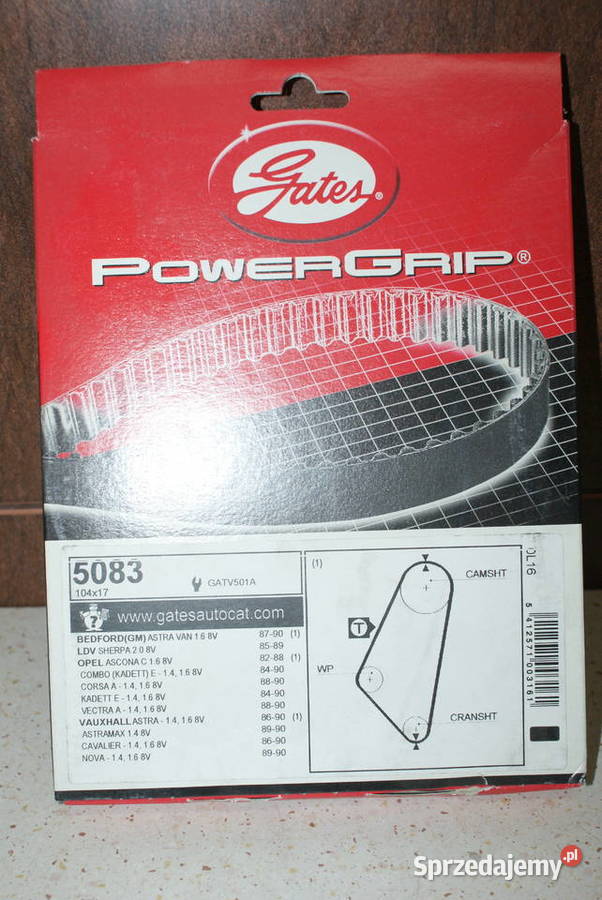 Gates®
POWERGRIP®
5083
104x17
GATV501A
www.gatesautocat.com
BEDFORD(GM) ASTRA VAN 1.6 8V 87-90 (1)
LDV SHERPA 2.0 8V 85-89
OPEL ASCONA C 1.6 8V 82-88 (1)
COMBO (KADETT) E - 1.4, 1.6 8V 84-90
CORSA A - 1.4, 1.6 8V 88-90
KADETT E - 1.4, 1.6 8V 84-90
VECTRA A - 1.4, 1.6 8V 88-90
VAUXHALL ASTRA - 1.4, 1.6 8V 86-90 (1)
ASTRAMAX 1.4 8V 89-90
CAVALIER - 1.4, 1.6 8V 86-90
NOVA - 1.4, 1.6 8V 89-90
(1)
CAMSHT
T
WP
CRANSHT
OL16
5 412571 003161
Sprzedajemy.pl